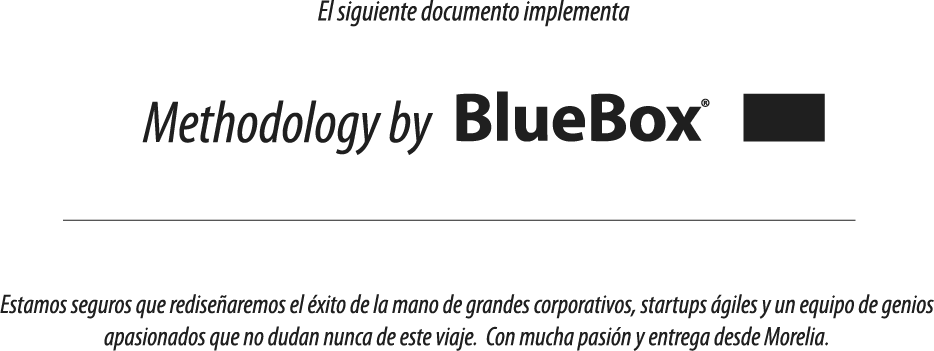 El siguiente documento implementa
Methodology by BlueBox®
Estamos seguros que rediseñaremos el éxito de la mano de grandes corporativos, startups ágiles y un equipo de genios
apasionados que no dudan nunca de este viaje. Con mucha pasión y entrega desde Morelia.